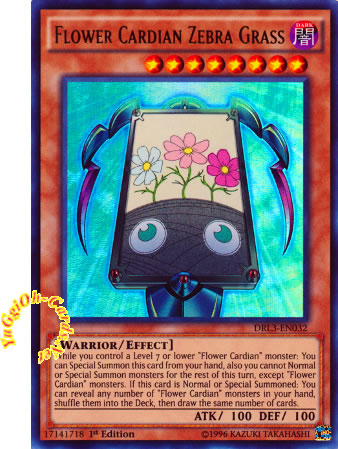 FLOWER CARDIAN ZEBRA GRASS
DARK
闇
DRL3-EN032
[WARRIOR/EFFECT]
While you control a Level 7 or lower "Flower Cardian" monster: You
can Special Summon this card from your hand, also you cannot Normal
or Special Summon monsters for the rest of this turn, except "Flower
Cardian" monsters. If this card is Normal or Special Summoned: You
can reveal any number of "Flower Cardian" monsters in your hand,
shuffle them into the Deck, then draw the same number of cards.
ATK/ 100 DEF/ 100
17141718 1st Edition ©1996 KAZUKI TAKAHASHI